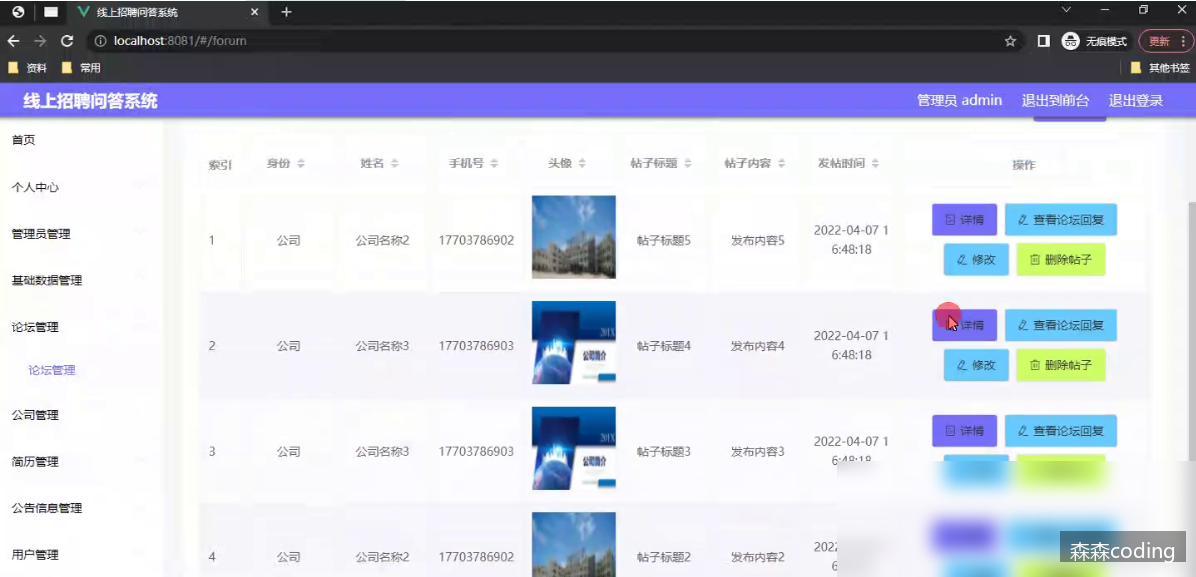 线上招聘问答系统
localhost:8081/#/forum
无痕模式
更新
资料
常用
其他书签
线上招聘问答系统
管理员 admin
退出到前台
退出登录
首页
个人中心
管理员管理
基础数据管理
论坛管理
论坛管理
公司管理
简历管理
公告信息管理
用户管理
索引 身份 姓名 手机号 头像 帖子标题 帖子内容 发帖时间 操作
1 公司 公司名称2 17703786902 帖子标题5 发布内容5 2022-04-07 1
6:48:18
详情 查看论坛回复
修改 删除帖子
2 公司 公司名称3 17703786903 201X 公司简介 帖子标题4 发布内容4 2022-04-07 1
6:48:18
详情 查看论坛回复
修改 删除帖子
3 公司 公司名称3 17703786903 201X 公司简介 帖子标题3 发布内容3 2022-04-07 1
6:48:18
详情 查看论坛回复
4 公司 公司名称2 17703786902 帖子标题2 发布内容2
森森coding